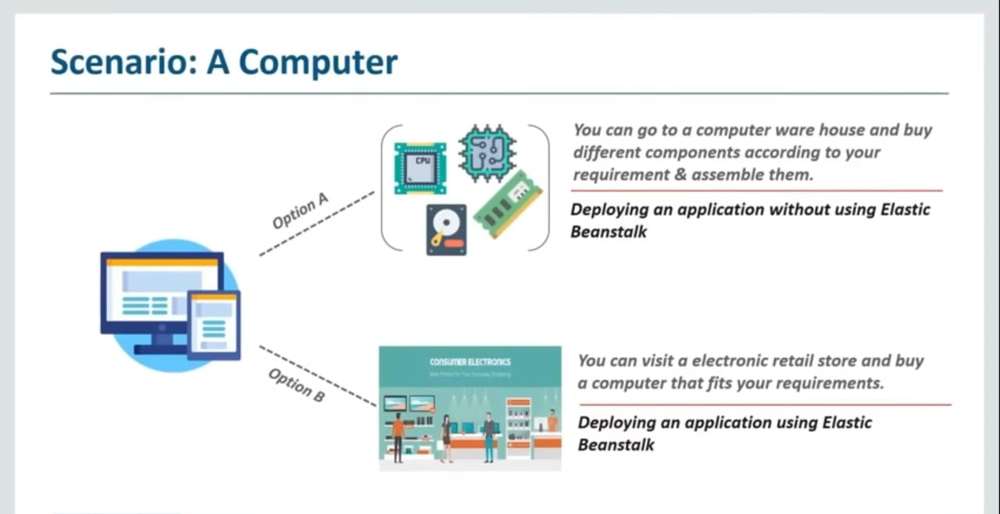 Scenario: A Computer
You can go to a computer ware house and buy
different components according to your
requirement & assemble them.
CPU
Option A
Deploying an application without using Elastic
Beanstalk
Option B
CONSUMER ELECTRONICS
You can visit a electronic retail store and buy
a computer that fits your requirements.
Deploying an application using Elastic
Beanstalk